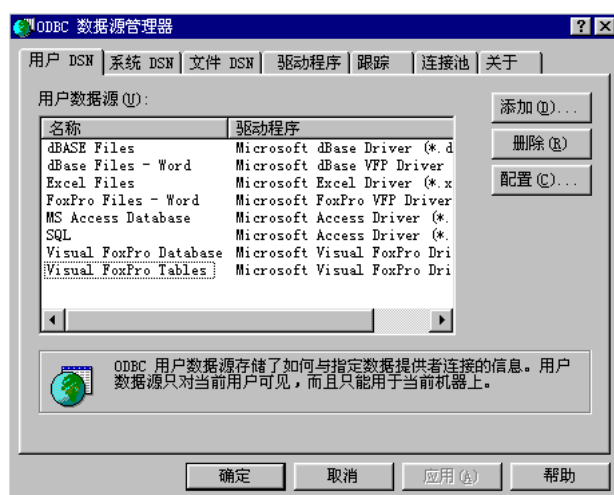 ODBC 数据源管理器
用户 DSN 系统 DSN 文件 DSN 驱动程序 跟踪 连接池 关于
用户数据源(U):
添加(D)...
名称 驱动程序
dBASE Files Microsoft dBase Driver (*.d
删除(R)
dBase Files - Word Microsoft dBase VFP Driver
Excel Files Microsoft Excel Driver (*.x
配置(C)...
FoxPro Files - Word Microsoft FoxPro VFP Driver
MS Access Database Microsoft Access Driver (*.
SQL Microsoft Access Driver (*.
Visual FoxPro Database Microsoft Visual FoxPro Dri
Visual FoxPro Tables Microsoft Visual FoxPro Dri
ODBC 用户数据源存储了如何与指定数据提供者连接的信息。用户
数据源只对当前用户可见，而且只能用于当前机器上。
确定 取消 应用(A) 帮助